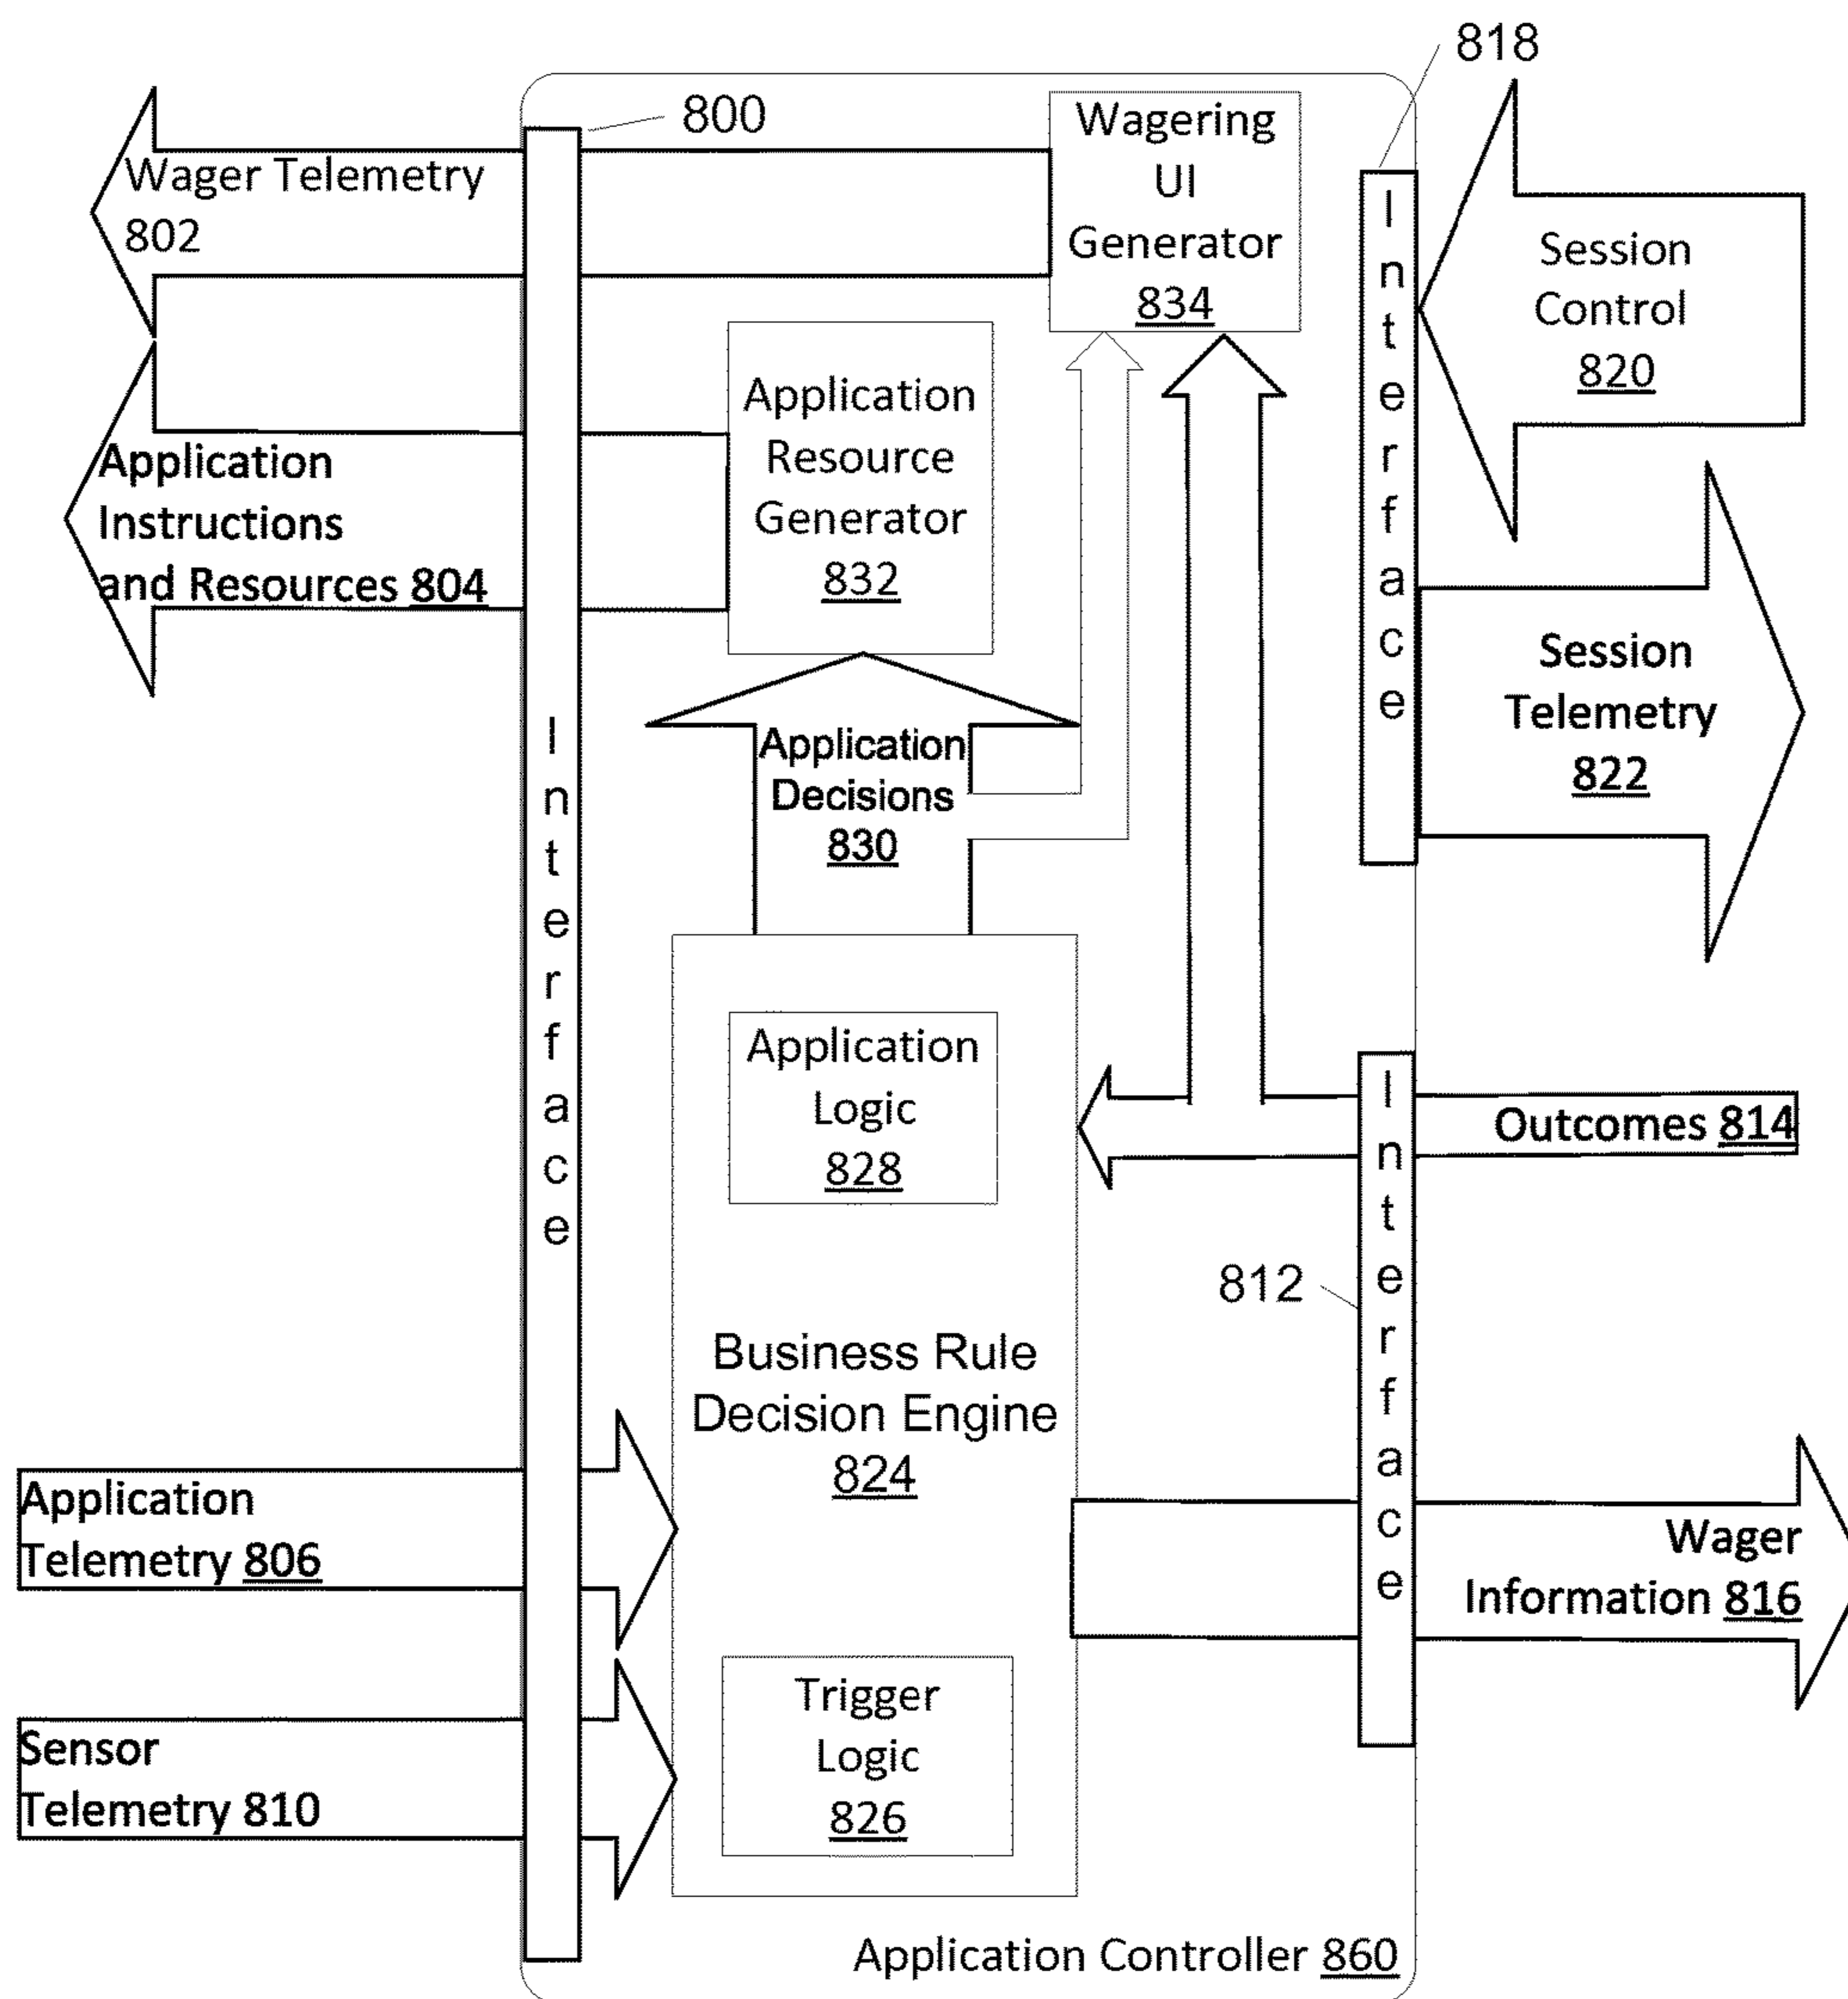 818
800
Wagering
UI
Generator
834
Wager Telemetry
802
Interface
Session
Control
820
Application
Resource
Generator
832
Application
Instructions
and Resources 804
Session
Telemetry
822
Interface
Application
Decisions
830
Application
Logic
828
Interface
Outcomes 814
812
Business Rule
Decision Engine
824
Application
Telemetry 806
Wager
Information 816
Trigger
Logic
826
Sensor
Telemetry 810
Application Controller 860